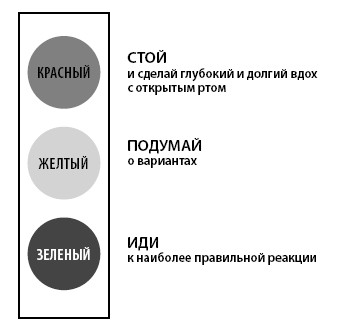 КРАСНЫЙ
СТОЙ
и сделай глубокий и долгий вдох
с открытым ртом
ЖЕЛТЫЙ
ПОДУМАЙ
о вариантах
ЗЕЛЕНЫЙ
ИДИ
к наиболее правильной реакции